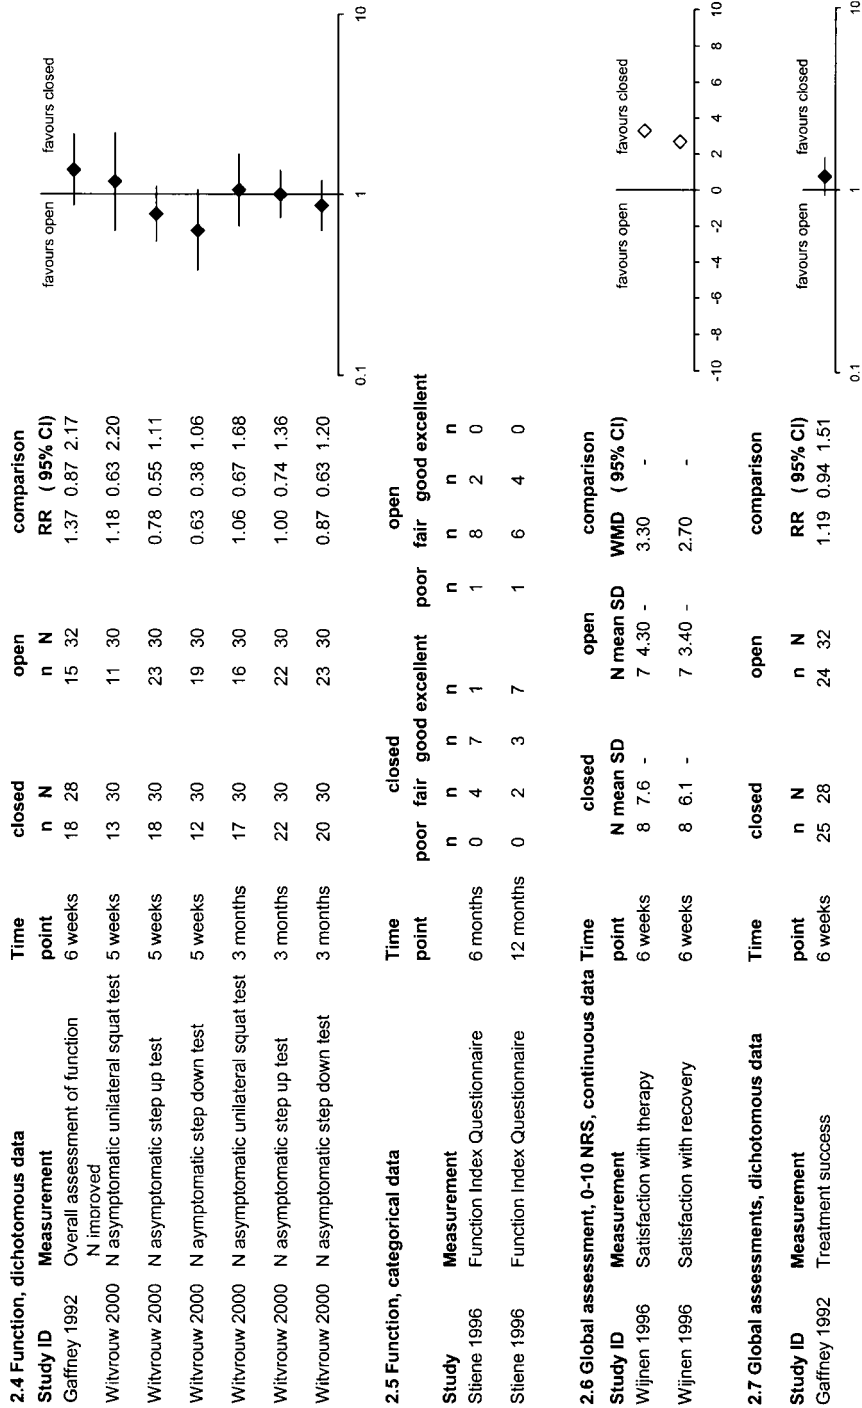 2.4 Function, dichotomous data Time closed open comparison
Study ID Measurement point n N n N RR ( 95% CI) favours open favours closed
Gaffney 1992 Overall assessment of function 6 weeks 18 28 15 32 1.37 0.87 2.17
N improved
Witvrouw 2000 N asymptomatic unilateral squat test 5 weeks 13 30 11 30 1.18 0.63 2.20
Witvrouw 2000 N asymptomatic step up test 5 weeks 18 30 23 30 0.78 0.55 1.11
Witvrouw 2000 N aymptomatic step down test 5 weeks 12 30 19 30 0.63 0.38 1.06
Witvrouw 2000 N asymptomatic unilateral squat test 3 months 17 30 16 30 1.06 0.67 1.68
Witvrouw 2000 N asymptomatic step up test 3 months 22 30 22 30 1.00 0.74 1.36
Witvrouw 2000 N asymptomatic step down test 3 months 20 30 23 30 0.87 0.63 1.20
0.1 1 10
2.5 Function, categorical data Time closed open
point poor fair good excellent poor fair good excellent
Study Measurement n n n n n n n n
Stiene 1996 Function Index Questionnaire 6 months 0 4 7 1 1 8 2 0
Stiene 1996 Function Index Questionnaire 12 months 0 2 3 7 1 6 4 0
2.6 Global assessment, 0-10 NRS, continuous data Time closed open comparison
Study ID Measurement point N mean SD N mean SD WMD ( 95% CI) favours open favours closed
Wijnen 1996 Satisfaction with therapy 6 weeks 8 7.6 - 7 4.30 - 3.30 -
Wijnen 1996 Satisfaction with recovery 6 weeks 8 6.1 - 7 3.40 - 2.70 -
-10 -8 -6 -4 -2 0 2 4 6 8 10
2.7 Global assessments, dichotomous data Time closed open comparison
Study ID Measurement point n N n N RR ( 95% CI) favours open favours closed
Gaffney 1992 Treatment success 6 weeks 25 28 24 32 1.19 0.94 1.51
0.1 1 10